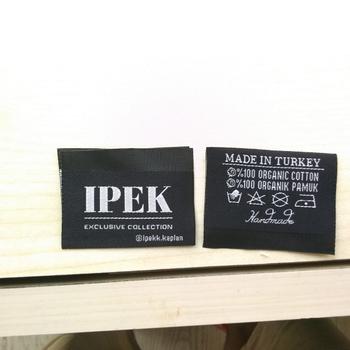 IPEK
EXCLUSIVE COLLECTION
@ipekk.kaplan
MADE IN TURKEY
%100 ORGANIC COTTON
%100 ORGANIK PAMUK
Handmade